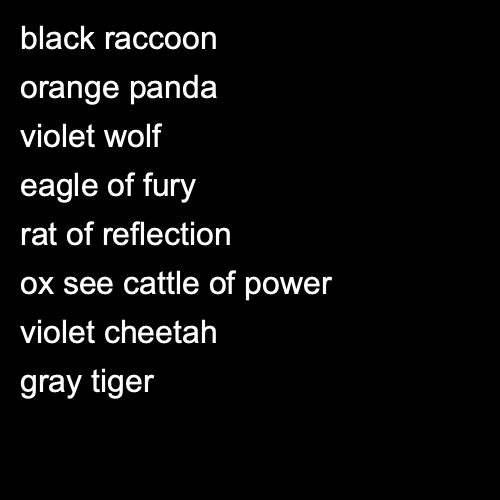 black raccoon
orange panda
violet wolf
eagle of fury
rat of reflection
ox see cattle of power
violet cheetah
gray tiger